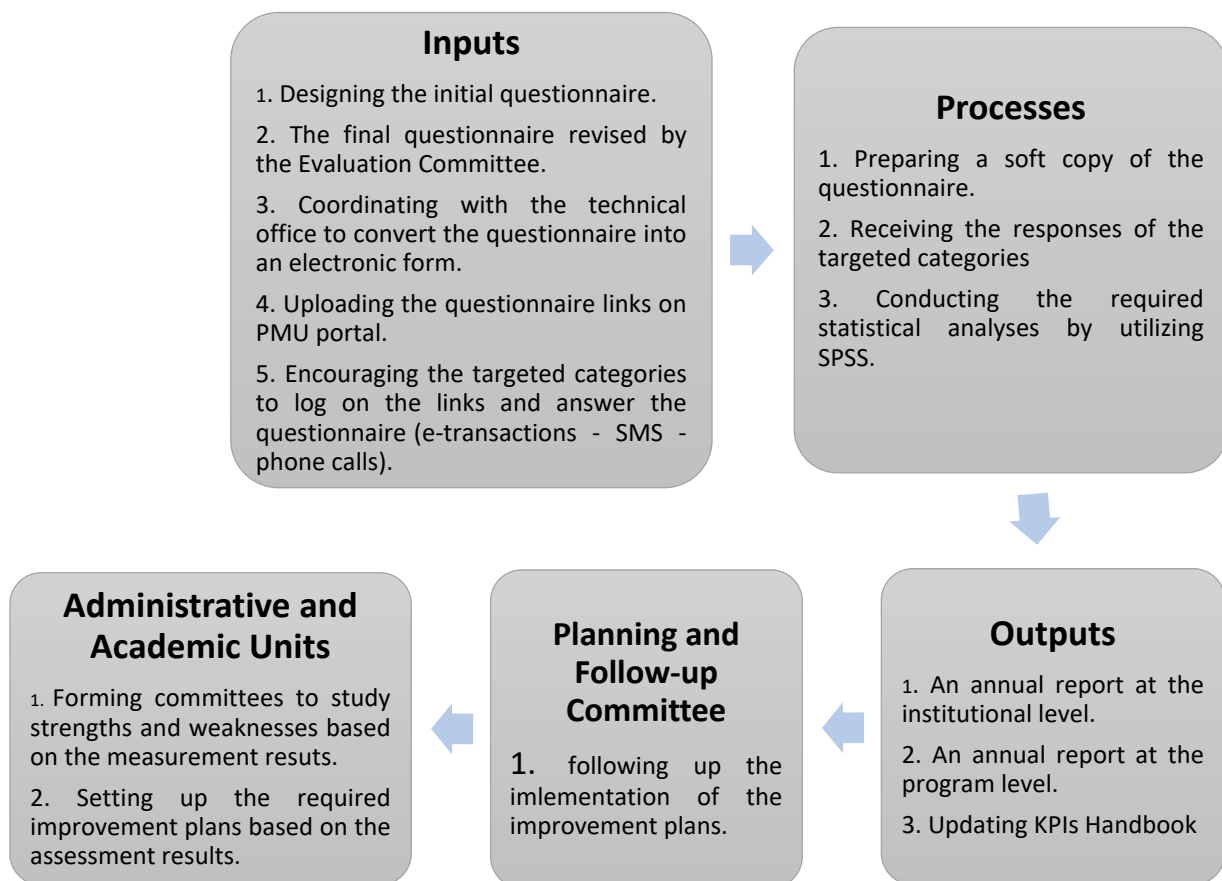 Inputs
1. Designing the initial questionnaire.
2. The final questionnaire revised by
the Evaluation Committee.
3. Coordinating with the technical
office to convert the questionnaire into
an electronic form.
4. Uploading the questionnaire links on
PMU portal.
5. Encouraging the targeted categories
to log on the links and answer the
questionnaire (e-transactions - SMS -
phone calls).
Processes
1. Preparing a soft copy of the
questionnaire.
2. Receiving the responses of the
targeted categories
3. Conducting the required
statistical analyses by utilizing
SPSS.
Outputs
1. An annual report at the
institutional level.
2. An annual report at the
program level.
3. Updating KPIs Handbook
Planning and
Follow-up
Committee
1. following up the
imlementation of the
improvement plans.
Administrative and
Academic Units
1. Forming committees to study
strengths and weaknesses based
on the measurement resuts.
2. Setting up the required
improvement plans based on the
assessment results.